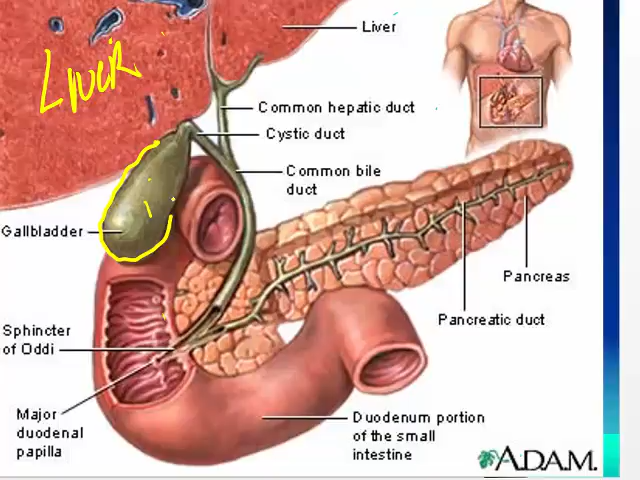 Liver
Liver
Common hepatic duct
Cystic duct
Common bile
duct
Gallbladder
Pancreas
Pancreatic duct
Sphincter
of Oddi
Major
duodenal
papilla
Duodenum portion
of the small
intestine
A.D.A.M.